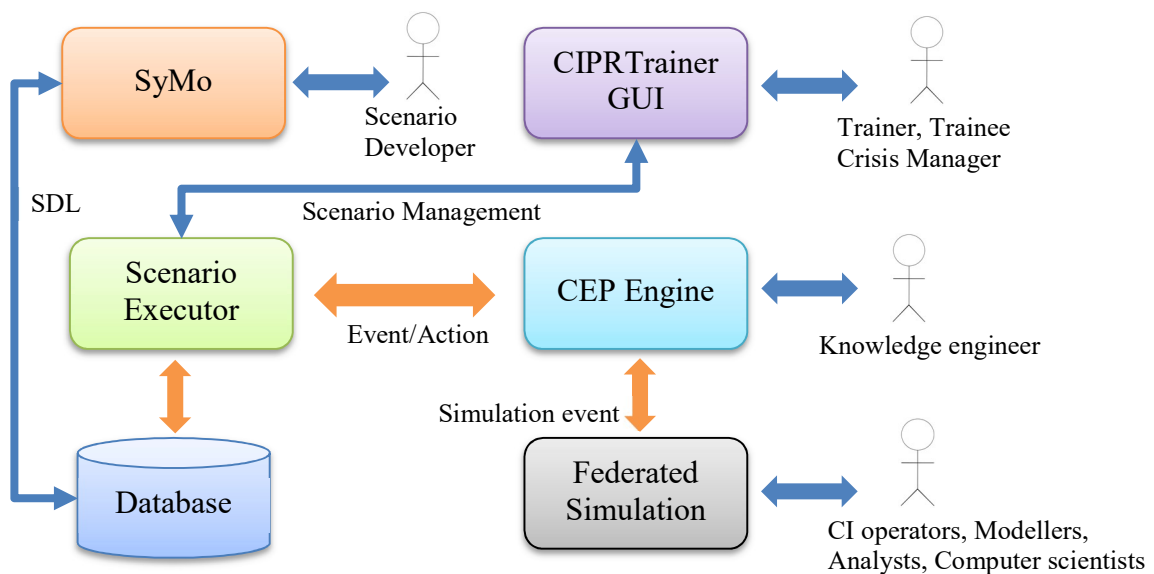 SyMo
CIPRTrainer
GUI
Scenario
Developer
Trainer, Trainee
Crisis Manager
SDL
Scenario Management
Scenario
Executor
CEP Engine
Event/Action
Knowledge engineer
Simulation event
Database
Federated
Simulation
CI operators, Modellers,
Analysts, Computer scientists